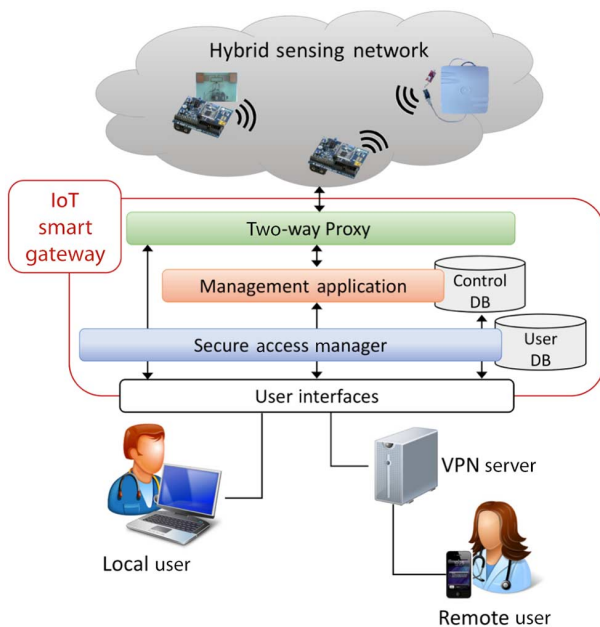 Hybrid sensing network
IoT
smart
gateway
Two-way Proxy
Management application
Control
DB
Secure access manager
User
DB
User interfaces
VPN server
Local user
Remote user